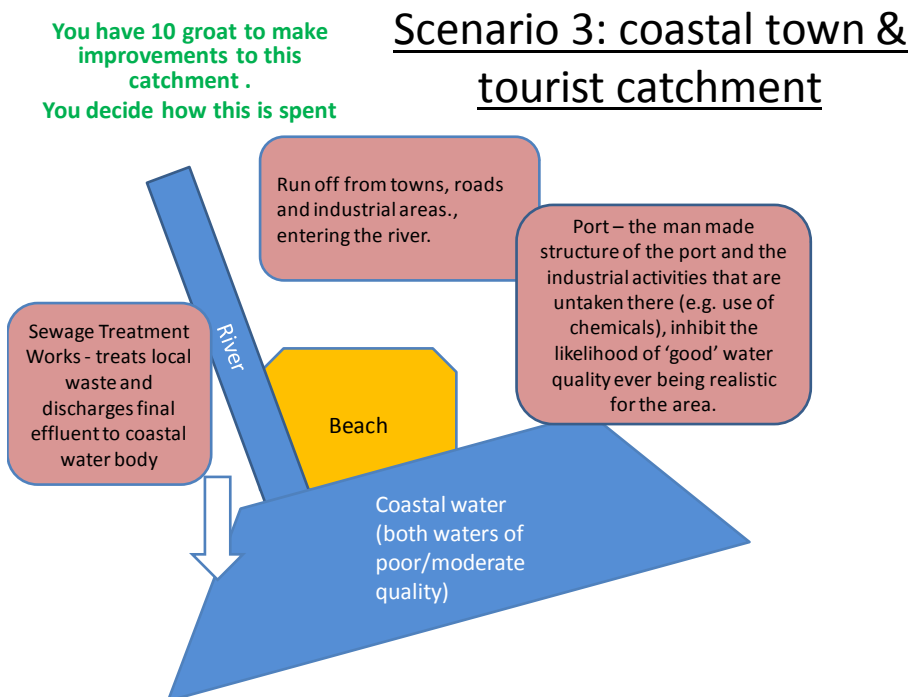 You have 10 groat to make
improvements to this
catchment .
You decide how this is spent
Scenario 3: coastal town &
tourist catchment
Run off from towns, roads
and industrial areas.,
entering the river.
Port – the man made
structure of the port and the
industrial activities that are
untaken there (e.g. use of
chemicals), inhibit the
likelihood of ‘good’ water
quality ever being realistic
for the area.
Sewage Treatment
Works - treats local
waste and
discharges final
effluent to coastal
water body
River
Beach
Coastal water
(both waters of
poor/moderate
quality)